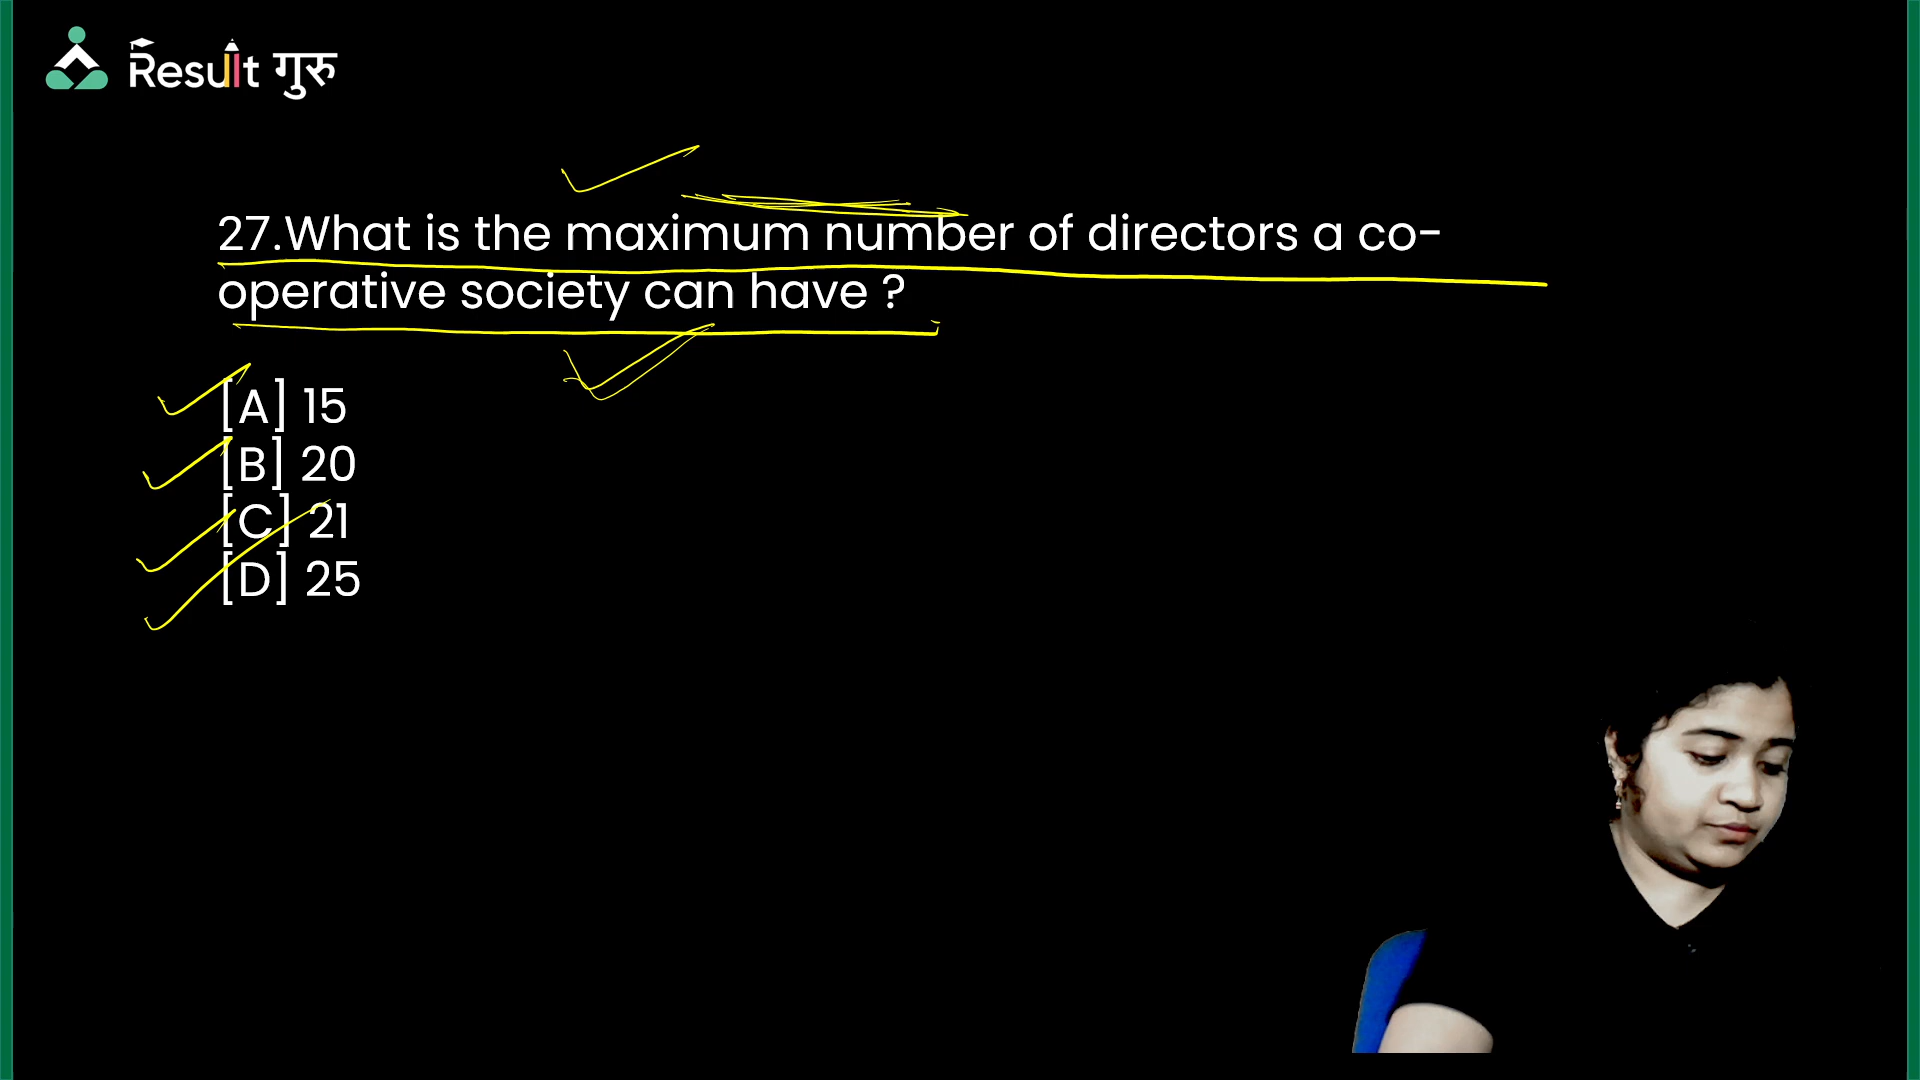 Result गुरु
27.What is the maximum number of directors a co-
operative society can have ?
[A] 15
[B] 20
[C] 21
[D] 25